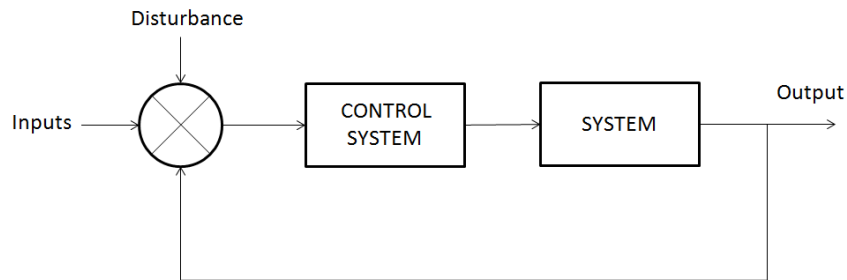 Disturbance
Inputs
CONTROL
SYSTEM
SYSTEM
Output